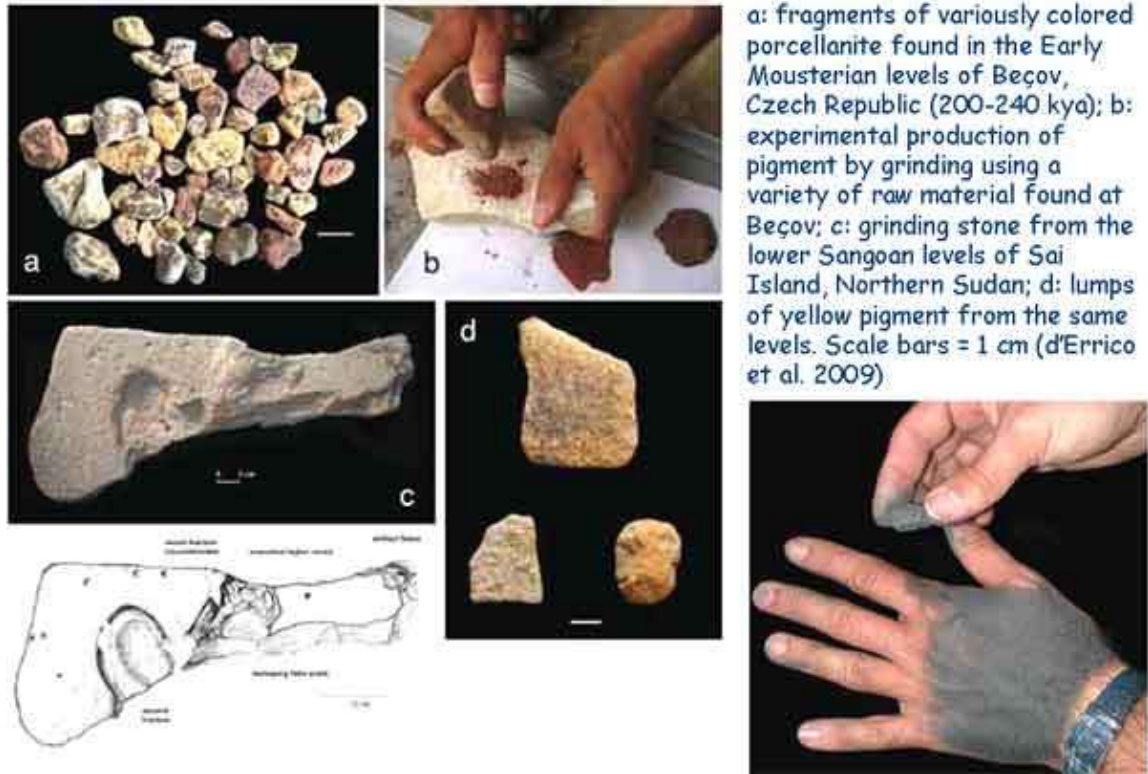 a: fragments of variously colored
porcellanite found in the Early
Mousterian levels of Beçov,
Czech Republic (200-240 kya); b:
experimental production of
pigment by grinding using a
variety of raw material found at
Beçov; c: grinding stone from the
lower Sangoan levels of Sai
Island, Northern Sudan; d: lumps
of yellow pigment from the same
levels. Scale bars = 1 cm (d'Errico
et al. 2009)
a
b
c
d